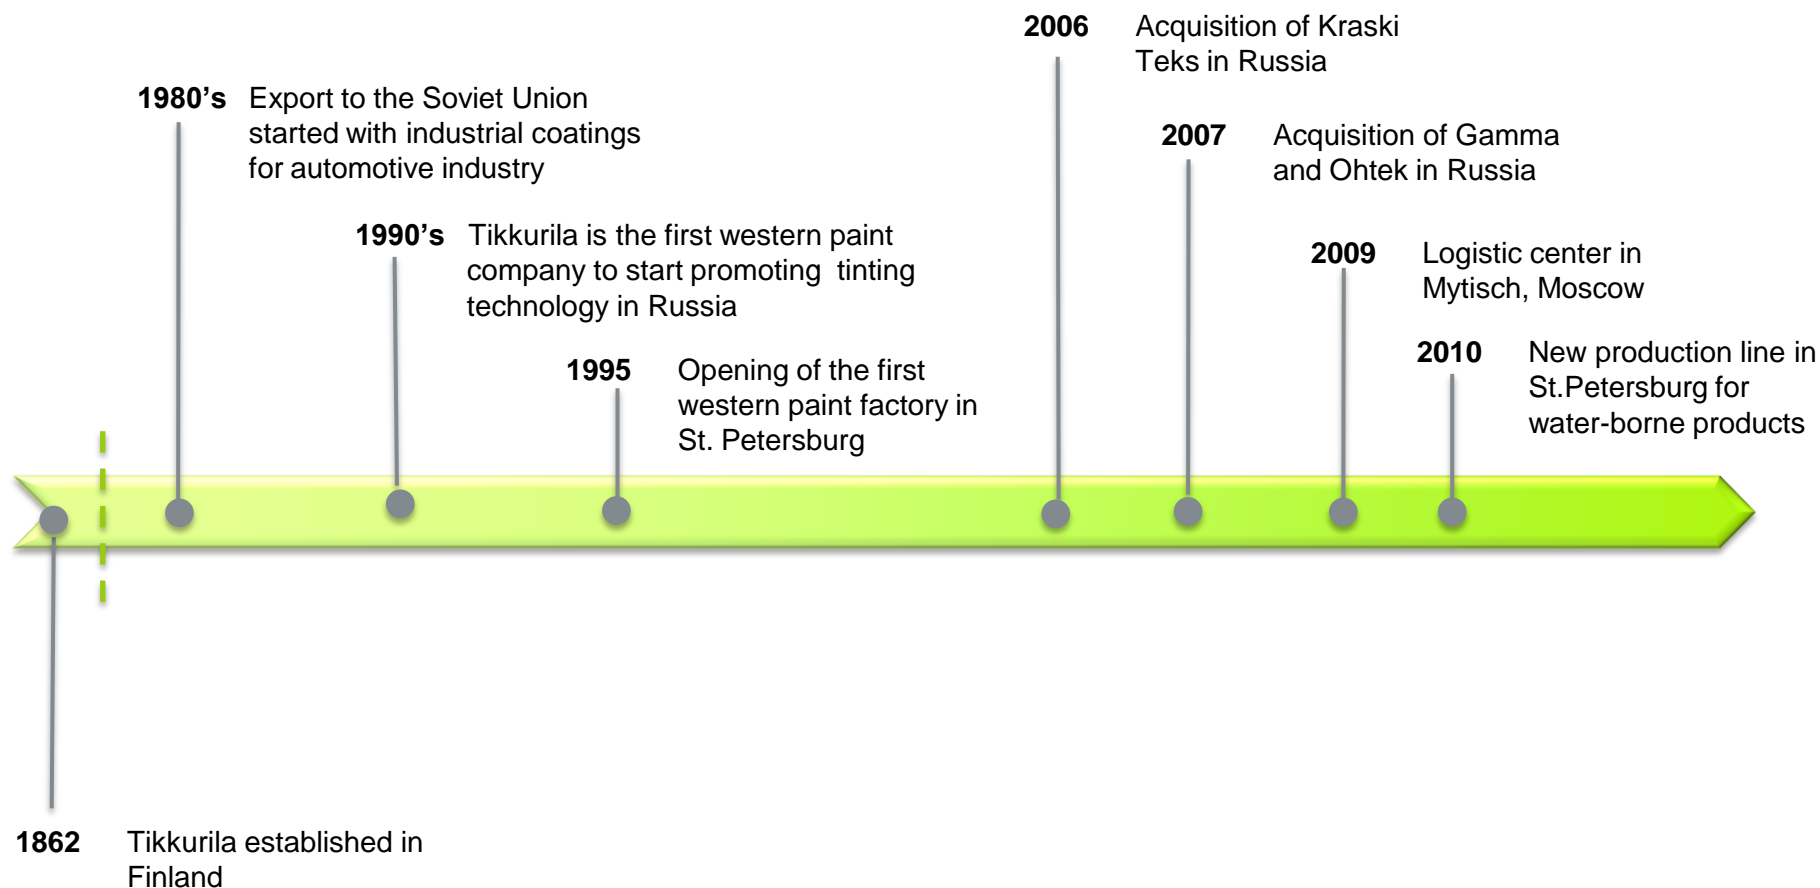 2006 Acquisition of Kraski
Teks in Russia
1980’s Export to the Soviet Union
started with industrial coatings
for automotive industry
2007 Acquisition of Gamma
and Ohtek in Russia
1990’s Tikkurila is the first western paint
company to start promoting tinting
technology in Russia
2009 Logistic center in
Mytisch, Moscow
1995 Opening of the first
western paint factory in
St. Petersburg
2010 New production line in
St.Petersburg for
water-borne products
1862 Tikkurila established in
Finland